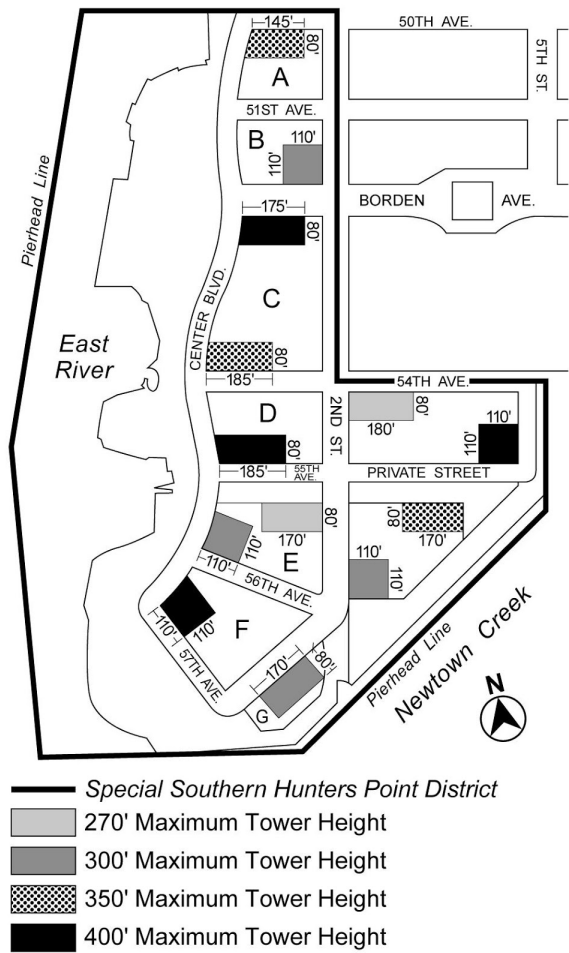 50TH AVE.
145'
80'
A
5TH ST.
51ST AVE.
B
110'
110'
Pierhead Line
BORDEN AVE.
175'
80'
C
CENTER BLVD.
East
River
80'
185'
54TH AVE.
D
2ND ST.
80'
180'
110'
110'
80'
185'
55TH
AVE.
PRIVATE STREET
80'
170'
80'
170'
110'
110'
E
110'
110'
56TH AVE.
F
110'
110'
57TH AVE.
170'
80'
G
Pierhead Line
Newtown Creek
N
Special Southern Hunters Point District
270' Maximum Tower Height
300' Maximum Tower Height
350' Maximum Tower Height
400' Maximum Tower Height